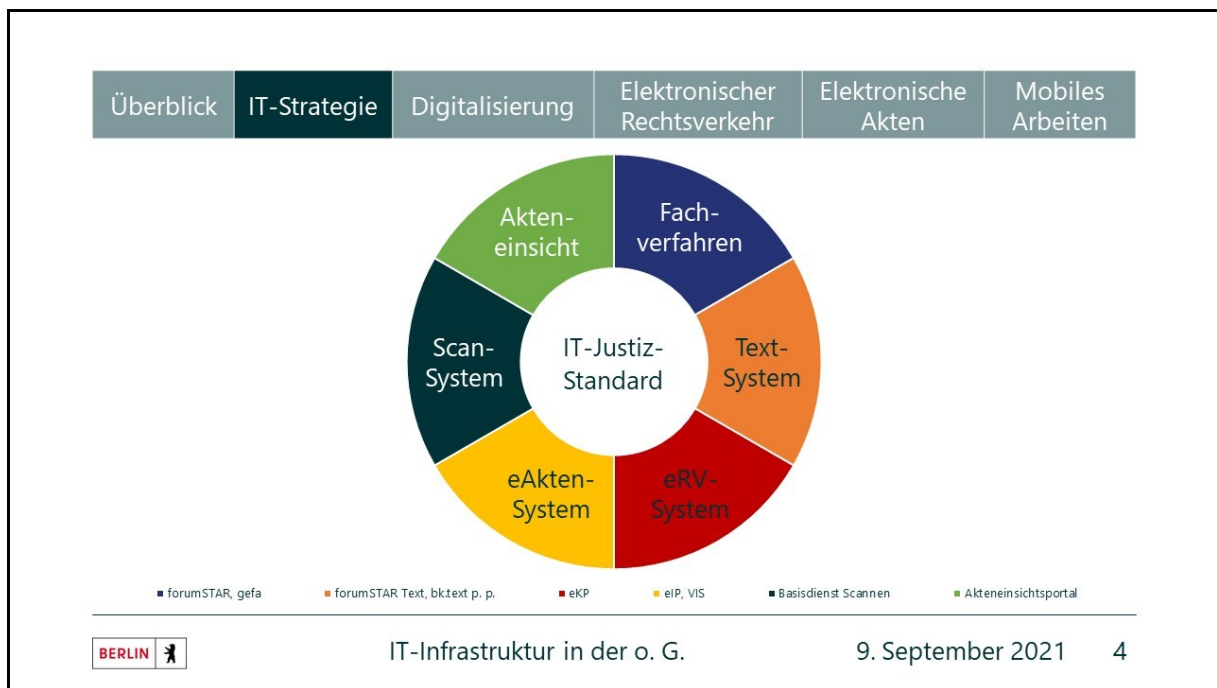 Überblick
IT-Strategie
Digitalisierung
Elektronischer
Rechtsverkehr
Elektronische
Akten
Mobiles
Arbeiten
Akten-
einsicht
Fach-
verfahren
Scan-
System
IT-Justiz-
Standard
Text-
System
eAkten-
System
eRV-
System
forumSTAR, gefa
forumSTAR Text, bk.text p. p.
eKP
eIP, VIS
Basisdienst Scannen
Akteneinsichtsportal
BERLIN
IT-Infrastruktur in der o. G.
9. September 2021
4